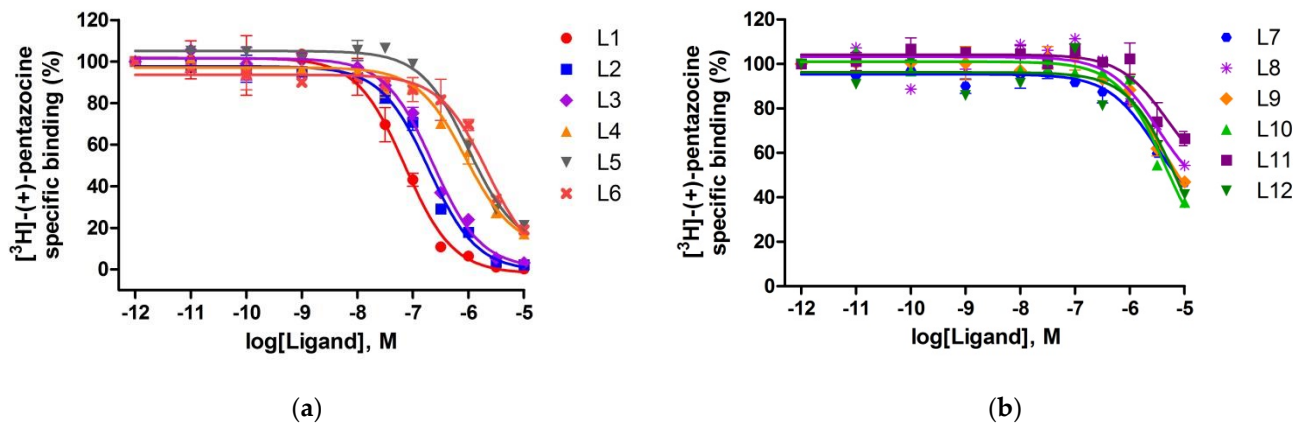 [³H]-(+)-pentazocine
specific binding (%)
120
100
80
60
40
20
0
-12
-11
-10
-9
-8
-7
-6
-5
log[Ligand], M
L1
L2
L3
L4
L5
L6
(a)
[³H]-(+)-pentazocine
specific binding (%)
120
100
80
60
40
20
0
-12
-11
-10
-9
-8
-7
-6
-5
log[Ligand], M
L7
L8
L9
L10
L11
L12
(b)